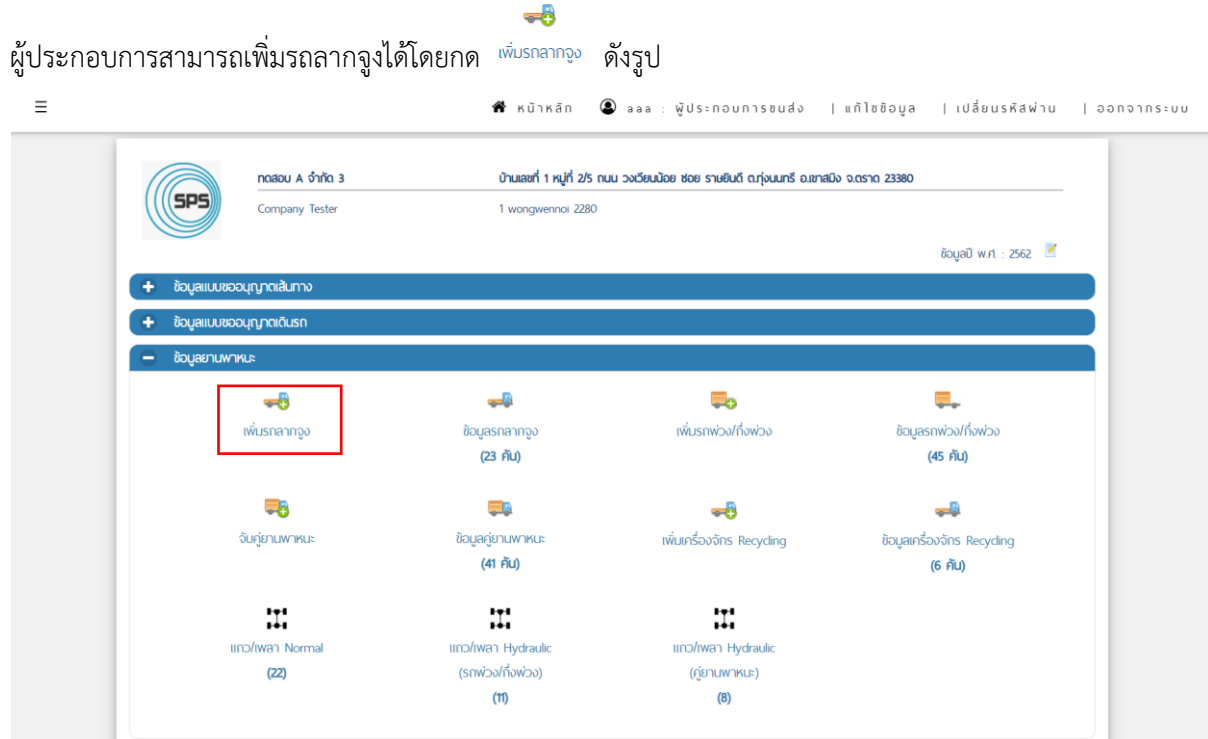 ผู้ประกอบการสามารถเพิ่มรถลากจูงได้โดยกด เพิ่มรถลากจูง ดังรูป
☰ หน้าหลัก aaa : ผู้ประกอบการขนส่ง | แก้ไขข้อมูล | เปลี่ยนรหัสผ่าน | ออกจากระบบ
SPS
ทดสอบ A จำกัด 3 บ้านเลขที่ 1 หมู่ที่ 2/5 ถนน วงเวียนน้อย ซอย ราษยินดี ต.ทุ่งนนทรี อ.เขาสมิง จ.ตราด 23380
Company Tester 1 wongwennoi 2280
ข้อมูลปี พ.ศ. : 2562
ข้อมูลแบบขออนุญาตเส้นทาง
ข้อมูลแบบขออนุญาตเดินรถ
ข้อมูลยานพาหนะ
เพิ่มรถลากจูง ข้อมูลรถลากจูง เพิ่มรถพ่วง/กึ่งพ่วง ข้อมูลรถพ่วง/กึ่งพ่วง
(23 คัน) (45 คัน)
จับคู่ยานพาหนะ ข้อมูลคู่ยานพาหนะ เพิ่มเครื่องจักร Recycling ข้อมูลเครื่องจักร Recycling
(41 คัน) (6 คัน)
แถว/เพลา Normal แถว/เพลา Hydraulic แถว/เพลา Hydraulic
(22) (รถพ่วง/กึ่งพ่วง) (คู่ยานพาหนะ)
(11) (8)